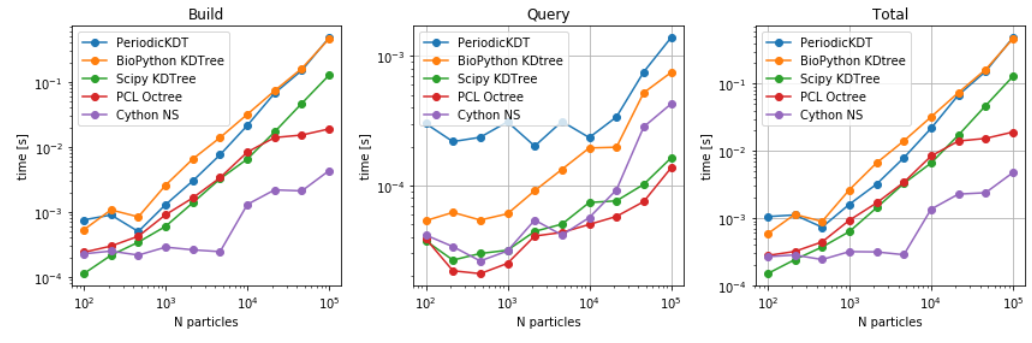 Build
time [s]
10⁻¹
10⁻²
10⁻³
10⁻⁴
PeriodicKDT
BioPython KDTree
Scipy KDTree
PCL Octree
Cython NS
10² 10³ 10⁴ 10⁵
N particles
Query
time [s]
10⁻³
10⁻⁴
PeriodicKDT
BioPython KDtree
Scipy KDTree
PCL Octree
Cython NS
10² 10³ 10⁴ 10⁵
N particles
Total
time [s]
10⁻¹
10⁻²
10⁻³
10⁻⁴
PeriodicKDT
BioPython KDTree
Scipy KDTree
PCL Octree
Cython NS
10² 10³ 10⁴ 10⁵
N particles